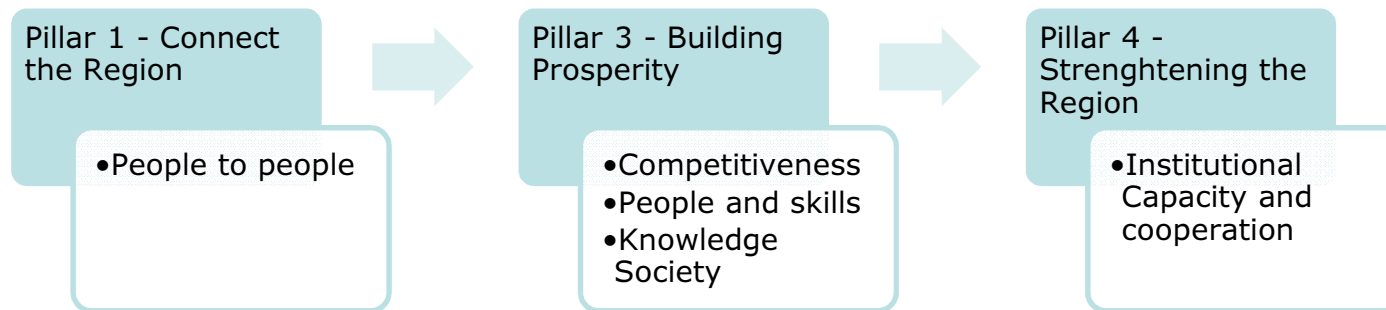 Pillar 1 - Connect
the Region
•People to people
Pillar 3 - Building
Prosperity
•Competitiveness
•People and skills
•Knowledge
Society
Pillar 4 -
Strenghtening the
Region
•Institutional
Capacity and
cooperation